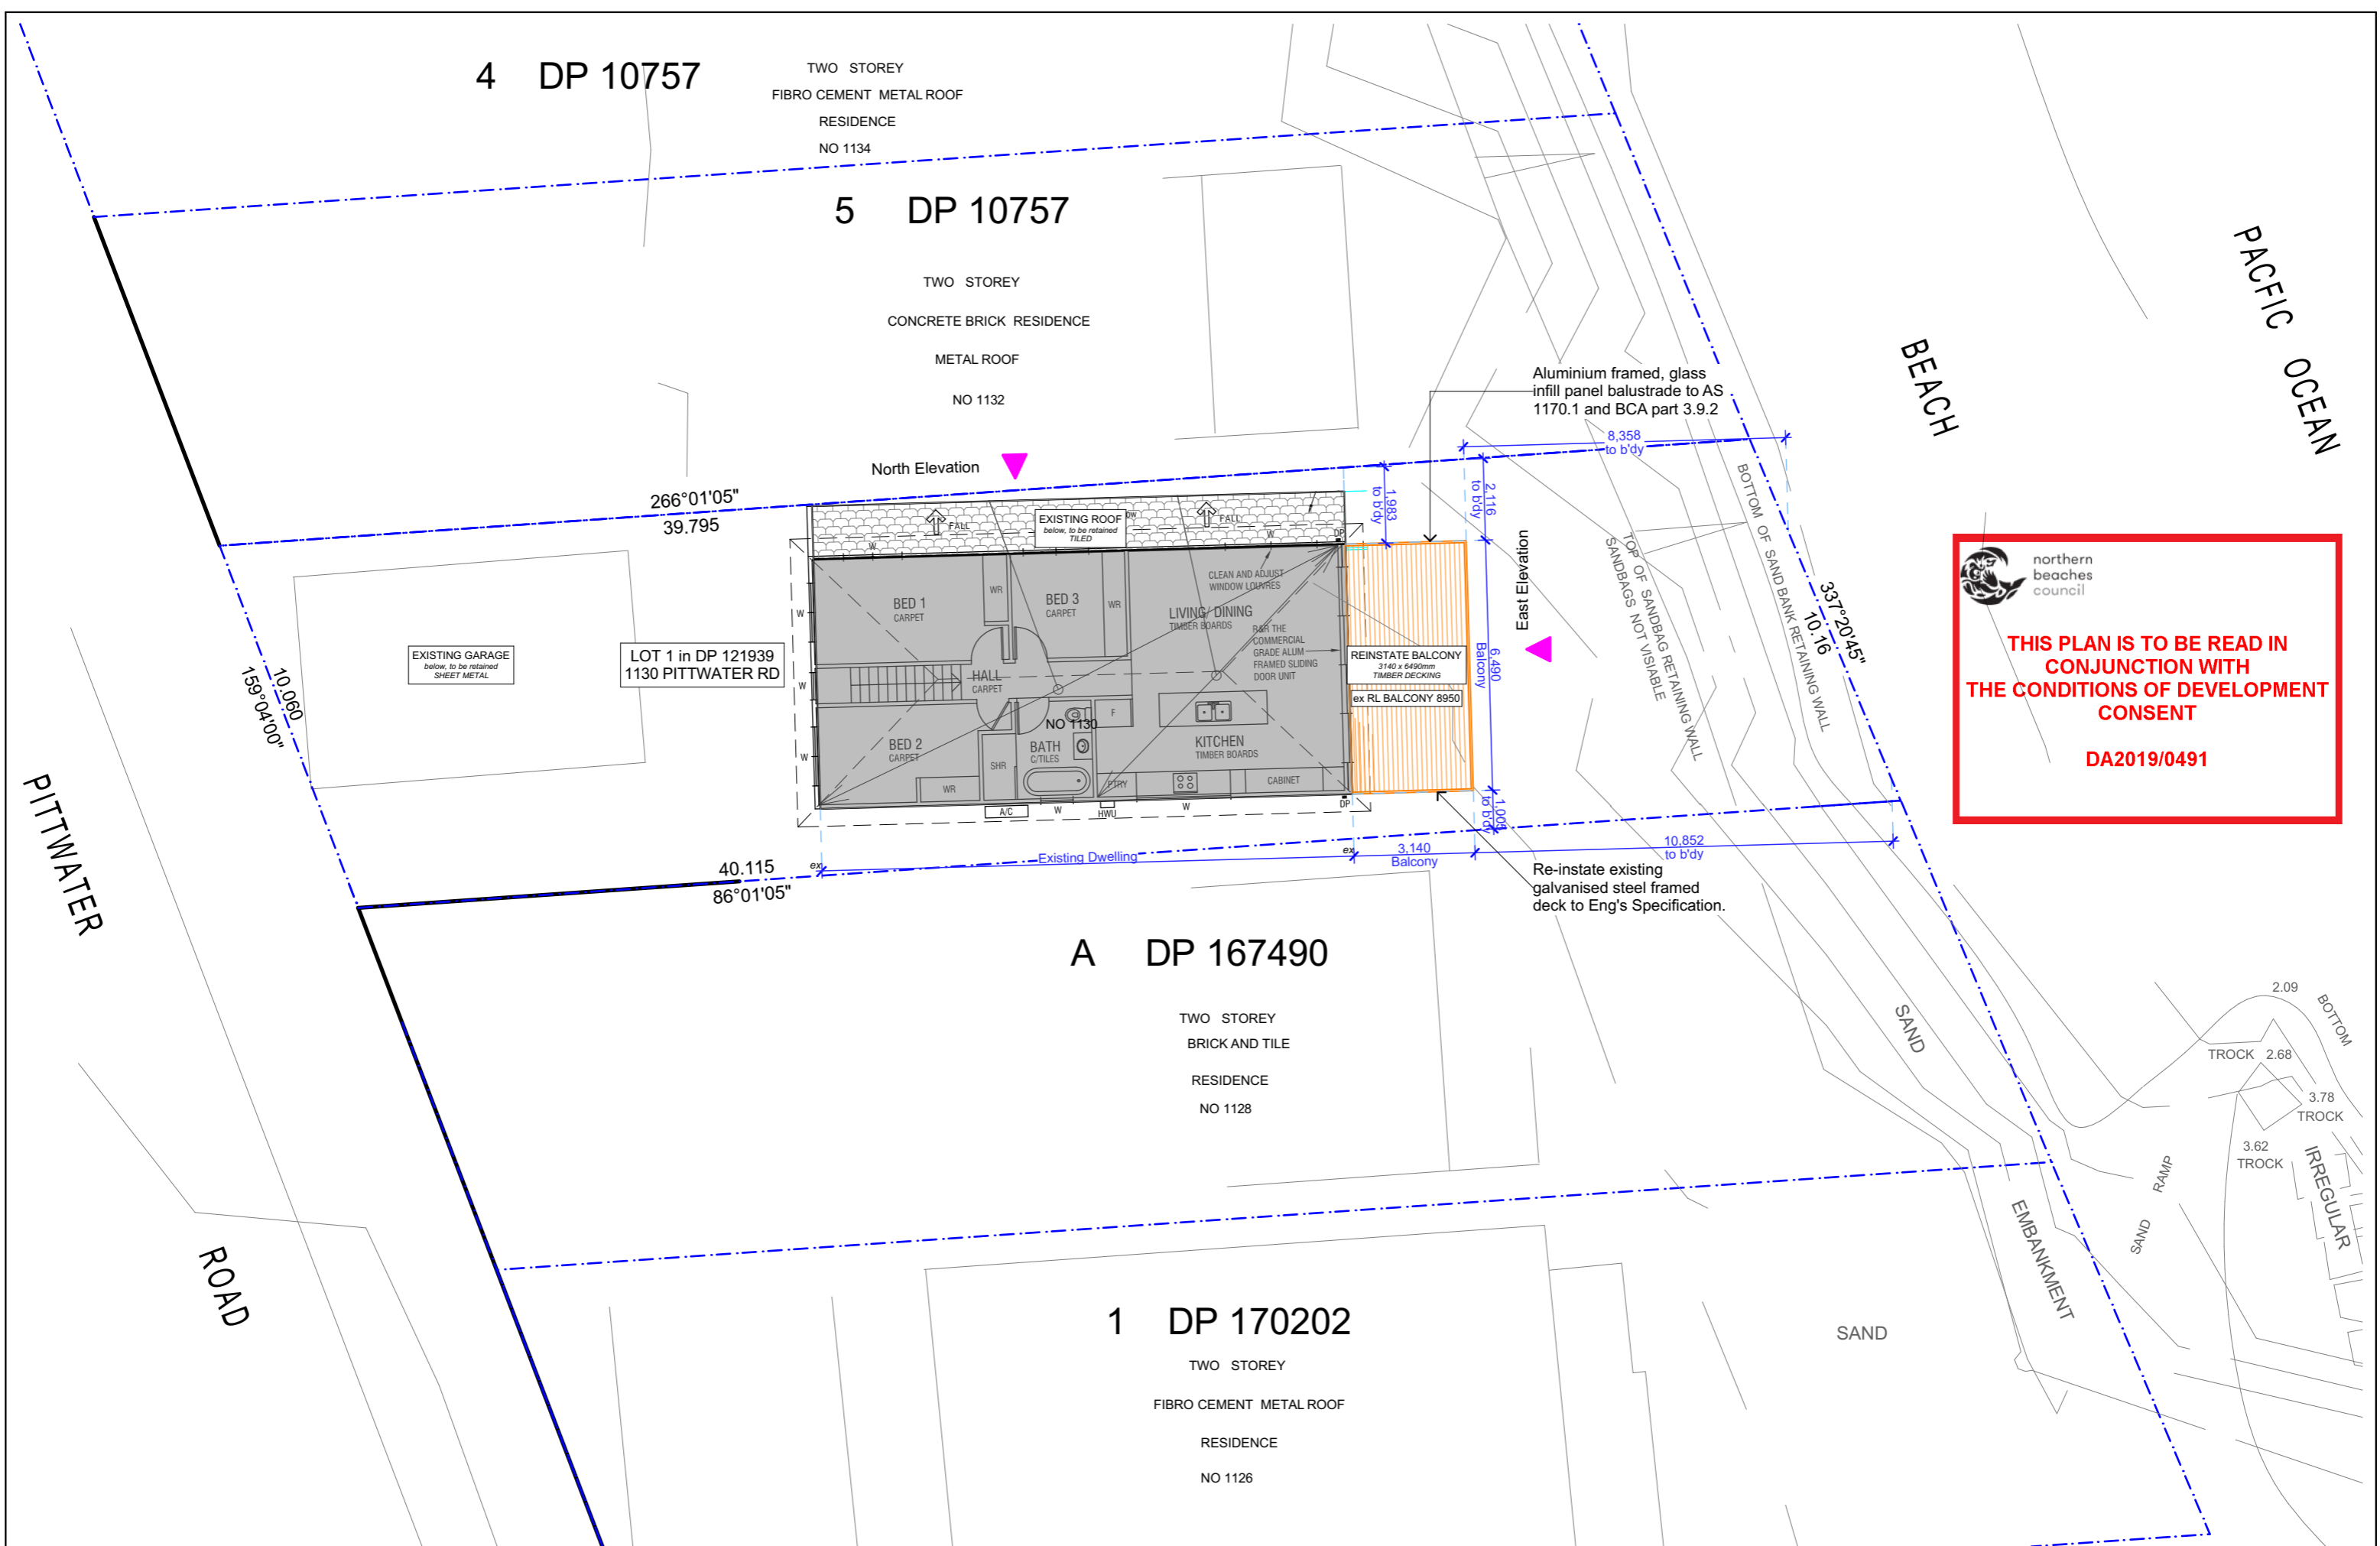 4 DP 10757
TWO STOREY
FIBRO CEMENT METAL ROOF
RESIDENCE
NO 1134
5 DP 10757
TWO STOREY
CONCRETE BRICK RESIDENCE
METAL ROOF
NO 1132
PACFIC OCEAN
BEACH
Aluminium framed, glass
infill panel balustrade to AS
1170.1 and BCA part 3.9.2
8,358
to b'dy
North Elevation
266°01'05"
39.795
1,983
to b'dy
2,116
to b'dy
EXISTING ROOF
below, to be retained
TILED
FALL
FALL
DW
W
W
DP
BOTTOM OF SAND BANK RETAINING WALL
TOP OF SANDBAG RETAINING WALL
SANDBAGS NOT VISIABLE
337°20'45"
10.16
northern
beaches
council
THIS PLAN IS TO BE READ IN
CONJUNCTION WITH
THE CONDITIONS OF DEVELOPMENT
CONSENT
DA2019/0491
EXISTING GARAGE
below, to be retained
SHEET METAL
LOT 1 in DP 121939
1130 PITTWATER RD
10.060
159°04'00"
BED 1
CARPET
WR
BED 3
CARPET
WR
CLEAN AND ADJUST
WINDOW LOUVRES
LIVING/ DINING
TIMBER BOARDS
R&R THE
COMMERCIAL
GRADE ALUM
FRAMED SLIDING
DOOR UNIT
W
W
W
W
HALL
CARPET
NO 1130
F
BED 2
CARPET
WR
SHR
BATH
C/TILES
KITCHEN
TIMBER BOARDS
PTRY
CABINET
A/C
W
HWU
W
DP
REINSTATE BALCONY
3140 x 6490mm
TIMBER DECKING
ex RL BALCONY 8950
6,490
Balcony
East Elevation
1,005
to b'dy
PITTWATER
ROAD
40.115
86°01'05"
ex
Existing Dwelling
ex
3,140
Balcony
10,852
to b'dy
Re-instate existing
galvanised steel framed
deck to Eng's Specification.
A DP 167490
TWO STOREY
BRICK AND TILE
RESIDENCE
NO 1128
SAND
EMBANKMENT
SAND RAMP
2.09
BOTTOM
TROCK 2.68
3.78
TROCK
3.62
TROCK
IRREGULAR
1 DP 170202
TWO STOREY
FIBRO CEMENT METAL ROOF
RESIDENCE
NO 1126
SAND